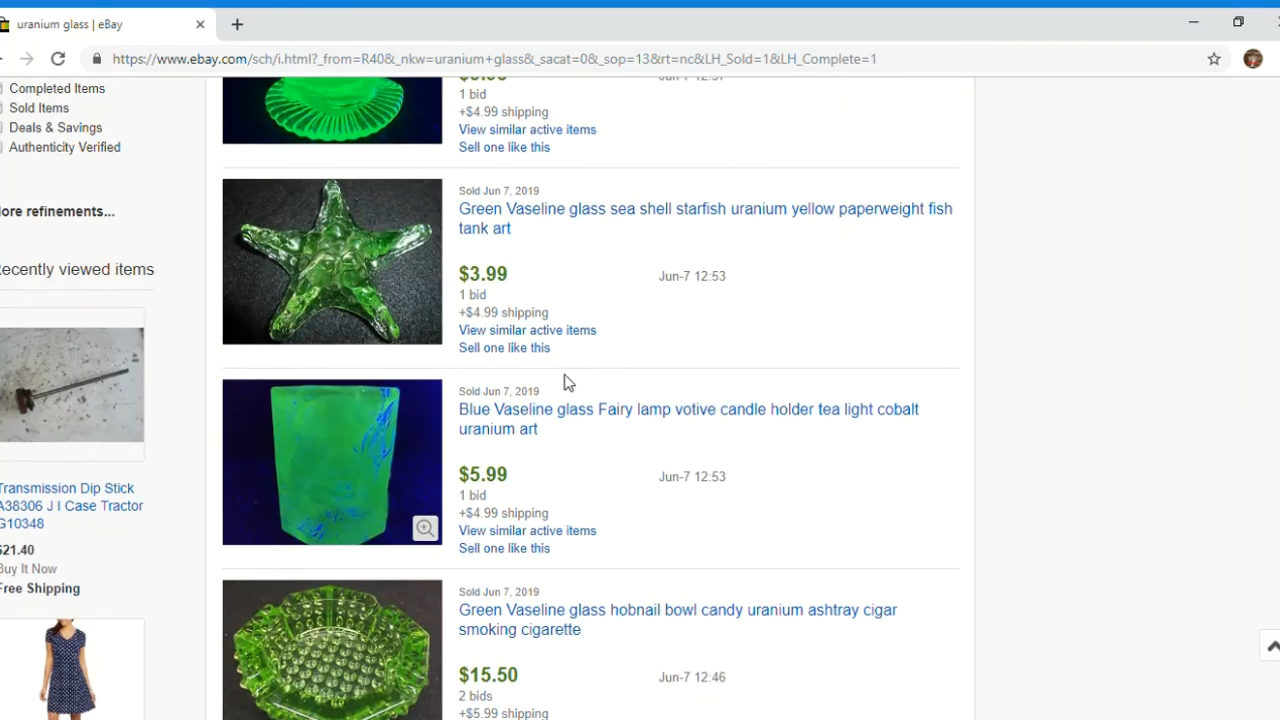 uranium glass | eBay
https://www.ebay.com/sch/i.html?_from=R40&_nkw=uranium+glass&_sacat=0&_sop=13&rt=nc&LH_Sold=1&LH_Complete=1
Completed Items
Sold Items
Deals & Savings
Authenticity Verified
ore refinements...
ecently viewed items
Transmission Dip Stick
A38306 J I Case Tractor
G10348
$21.40
Buy It Now
Free Shipping
1 bid
+$4.99 shipping
View similar active items
Sell one like this
Sold Jun 7, 2019
Green Vaseline glass sea shell starfish uranium yellow paperweight fish
tank art
$3.99 Jun-7 12:53
1 bid
+$4.99 shipping
View similar active items
Sell one like this
Sold Jun 7, 2019
Blue Vaseline glass Fairy lamp votive candle holder tea light cobalt
uranium art
$5.99 Jun-7 12:53
1 bid
+$4.99 shipping
View similar active items
Sell one like this
Sold Jun 7, 2019
Green Vaseline glass hobnail bowl candy uranium ashtray cigar
smoking cigarette
$15.50 Jun-7 12:46
2 bids
+$5.99 shipping